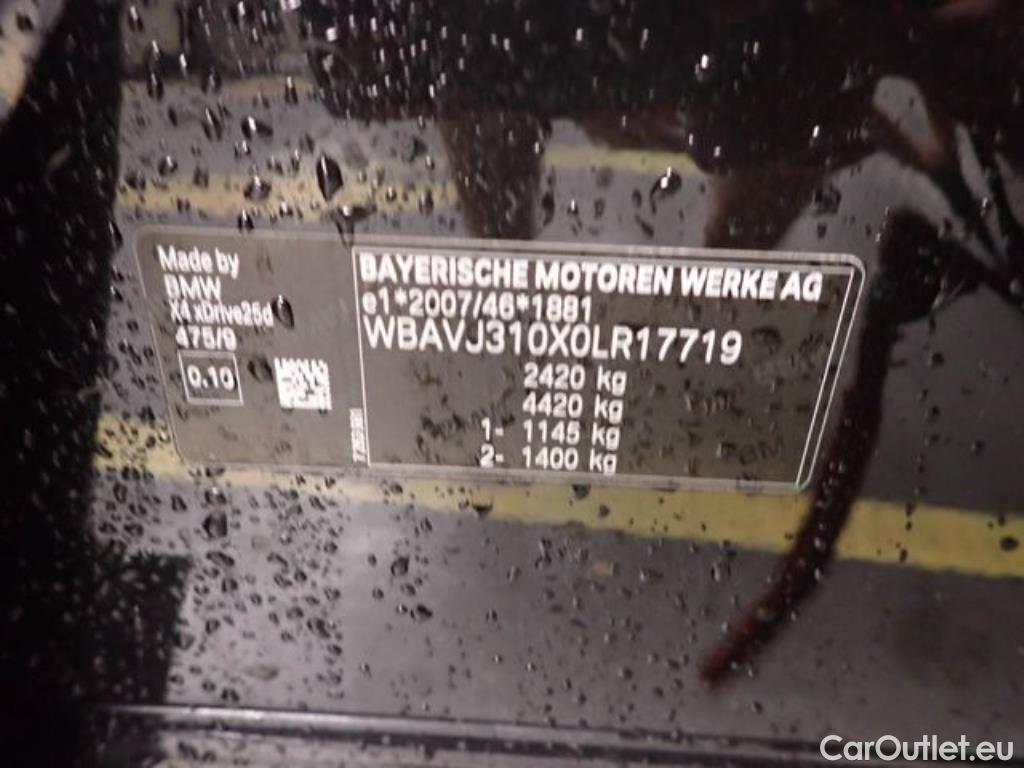 Made by
BMW
X4 xDrive25d
475/9
0.10
BAYERISCHE MOTOREN WERKE AG
e1*2007/46*1881
WBAVJ310X0LR17719
2420 kg
4420 kg
1- 1145 kg
2- 1400 kg
CarOutlet.eu